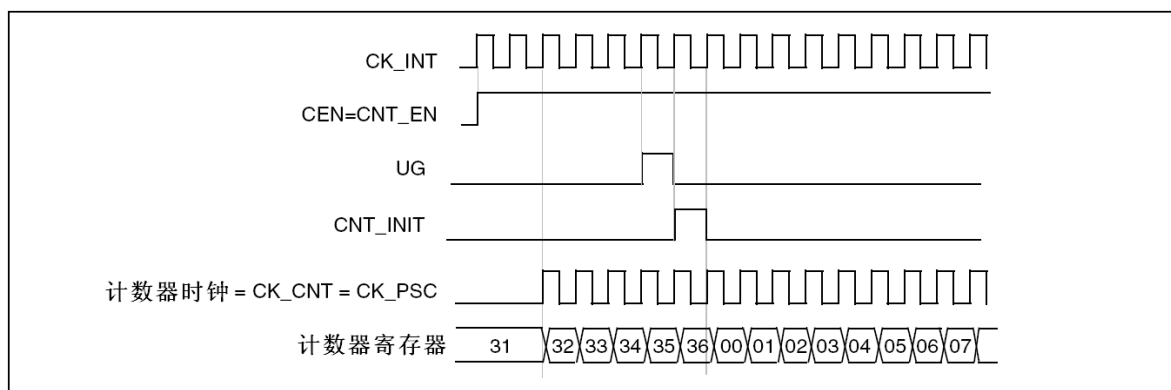 CK_INT
CEN=CNT_EN
UG
CNT_INIT
计数器时钟 = CK_CNT = CK_PSC
计数器寄存器 31 32 33 34 35 36 00 01 02 03 04 05 06 07